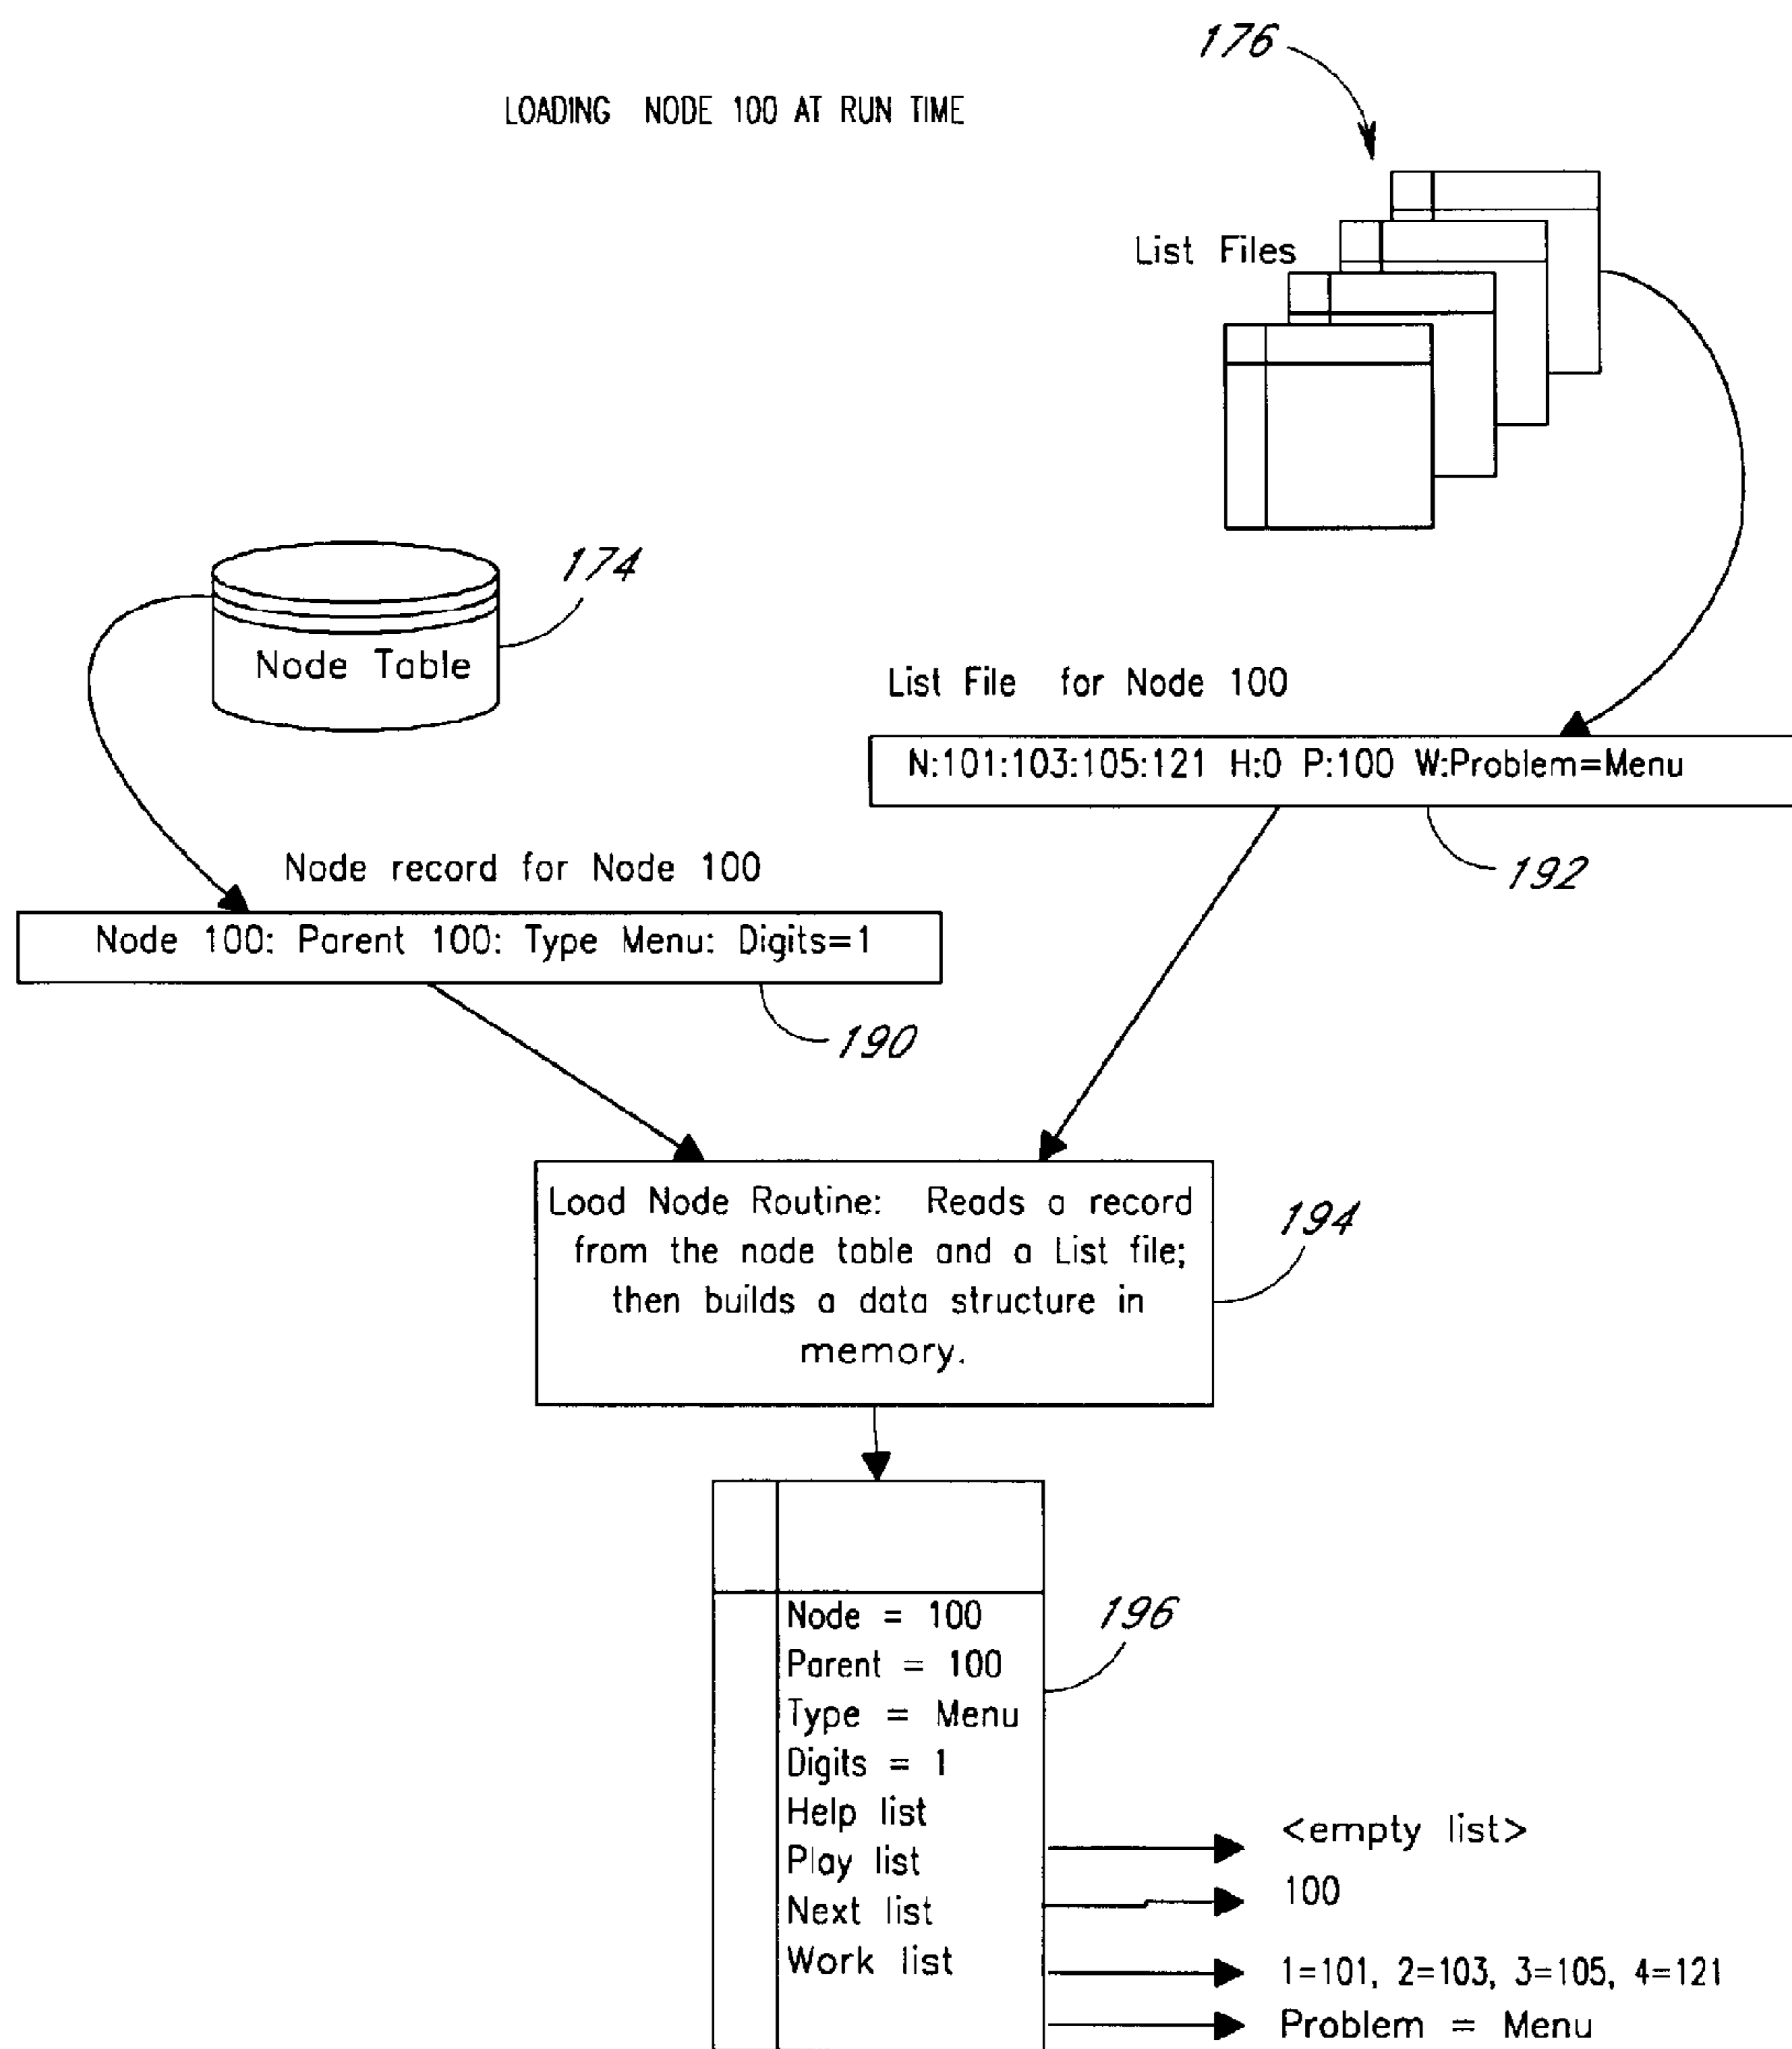 176
LOADING NODE 100 AT RUN TIME
List Files
174
Node Table
List File for Node 100
N:101:103:105:121 H:0 P:100 W:Problem=Menu
192
Node record for Node 100
Node 100: Parent 100: Type Menu: Digits=1
190
Load Node Routine: Reads a record
from the node table and a List file;
then builds a data structure in
memory.
194
Node = 100
Parent = 100
Type = Menu
Digits = 1
Help list
Play list
Next list
Work list
196
<empty list>
100
1=101, 2=103, 3=105, 4=121
Problem = Menu